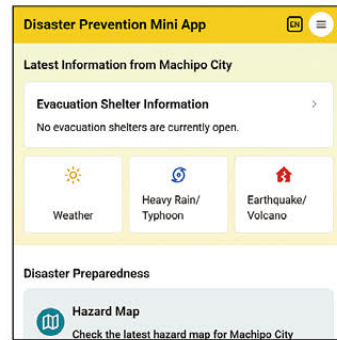 Disaster Prevention Mini App
EN
Latest Information from Machipo City
Evacuation Shelter Information
No evacuation shelters are currently open.
Weather
Heavy Rain/
Typhoon
Earthquake/
Volcano
Disaster Preparedness
Hazard Map
Check the latest hazard map for Machipo City